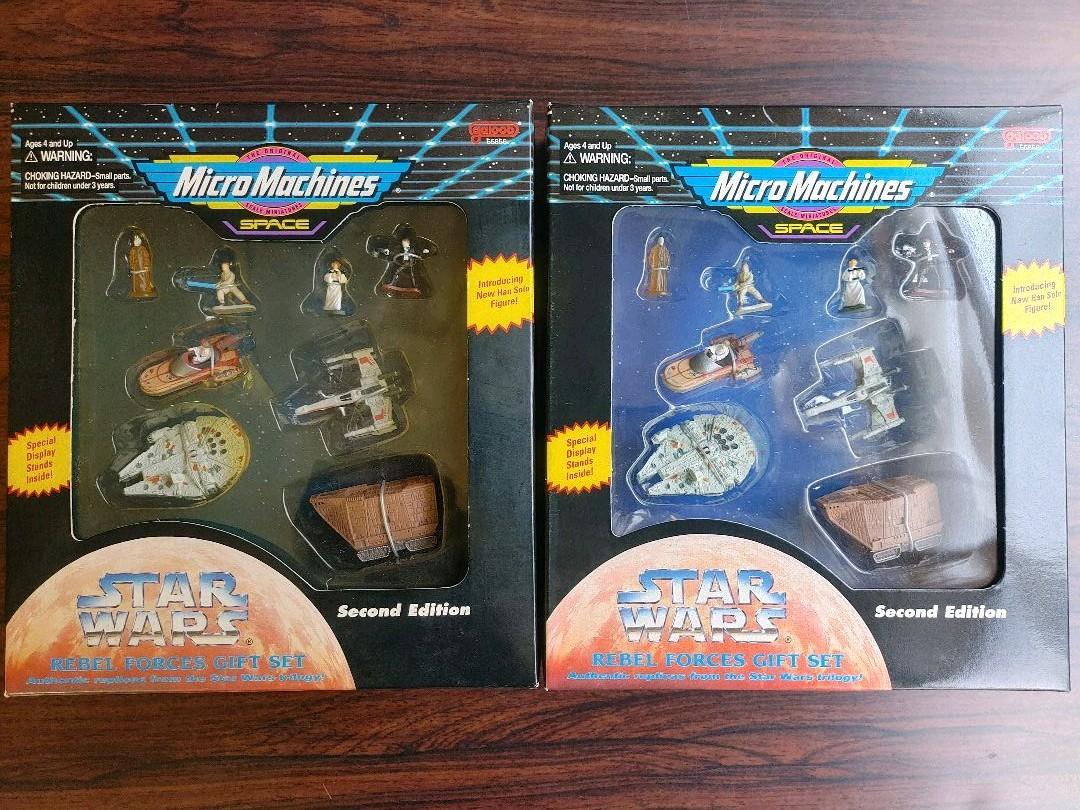 Ages 4 and Up
⚠ WARNING:
CHOKING HAZARD–Small parts.
Not for children under 3 years.
THE ORIGINAL
Micro Machines®
SCALE MINIATURES
SPACE
galoob
Introducing
New Han Solo
Figure!
Special
Display
Stands
Inside!
STAR
WARS®
Second Edition
REBEL FORCES GIFT SET
Authentic replicas from the Star Wars trilogy!
Ages 4 and Up
⚠ WARNING:
CHOKING HAZARD–Small parts.
Not for children under 3 years.
THE ORIGINAL
Micro Machines®
SCALE MINIATURES
SPACE
galoob
Introducing
New Han Solo
Figure!
Special
Display
Stands
Inside!
STAR
WARS®
Second Edition
REBEL FORCES GIFT SET
Authentic replicas from the Star Wars trilogy!